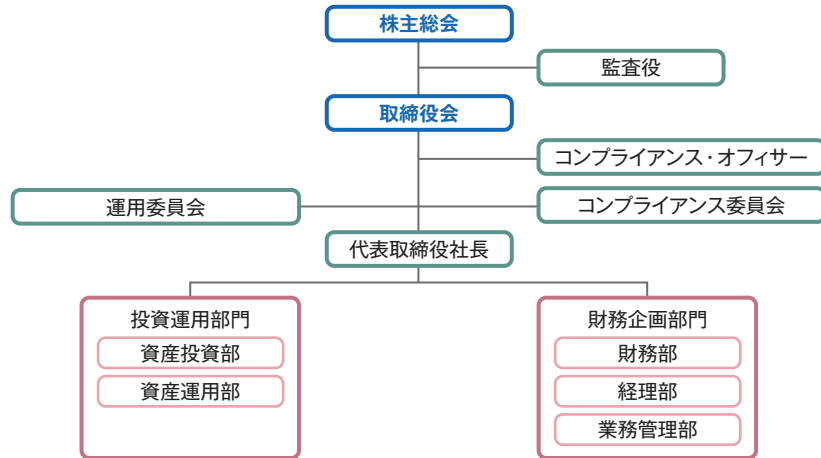 株主総会
監査役
取締役会
コンプライアンス・オフィサー
運用委員会
コンプライアンス委員会
代表取締役社長
投資運用部門
資産投資部
資産運用部
財務企画部門
財務部
経理部
業務管理部